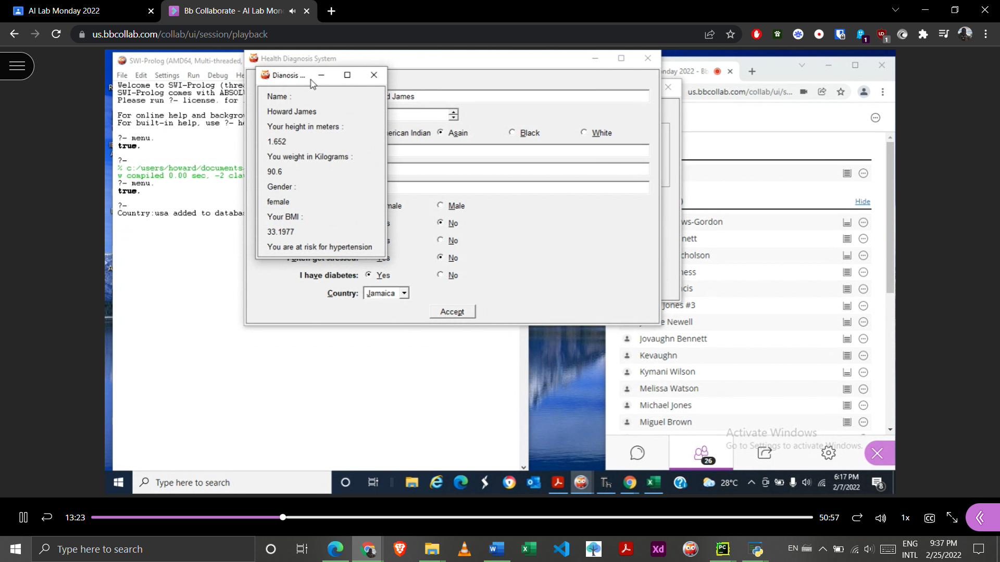 AI Lab Monday 2022
Bb Collaborate - AI Lab Mon
us.bbcollab.com/collab/ui/session/playback
1
1
SWI-Prolog (AMD64, Multi-threaded,
File Edit Settings Run Debug He
Welcome to SWI-Prolog (threa
SWI-Prolog comes with ABSOL
Please run ?- license. for
For online help and backgrou
For built-in help, use ?- he
?- menu.
true.
?-
% c:/users/howard/documents
w compiled 0.00 sec, -2 cla
?- menu.
true.
?-
Country:usa added to databas
Health Diagnosis System
Dianosis ...
Name :
Howard James
Your height in meters :
1.652
You weight in Kilograms :
90.6
Gender :
female
Your BMI :
33.1977
You are at risk for hypertension
d James
erican Indian Again Black White
male Male
s No
s No
I often get stressed: Yes No
I have diabetes: Yes No
Country: Jamaica
Accept
nday 2022 - Bb
us.bbcollab.com/collab/ui/s...
Hide
ws-Gordon
nett
cholson
ness
cis
Jones #3
e Newell
Jovaughn Bennett
Kevaughn
Kymani Wilson
Melissa Watson
Michael Jones
Miguel Brown
Activate Windows
Go to Settings to activate Windows.
26
Type here to search
28°C
6:17 PM
2/7/2022
8
13:23
50:57
1x
CC
Type here to search
EN
ENG
INTL
9:37 PM
2/25/2022